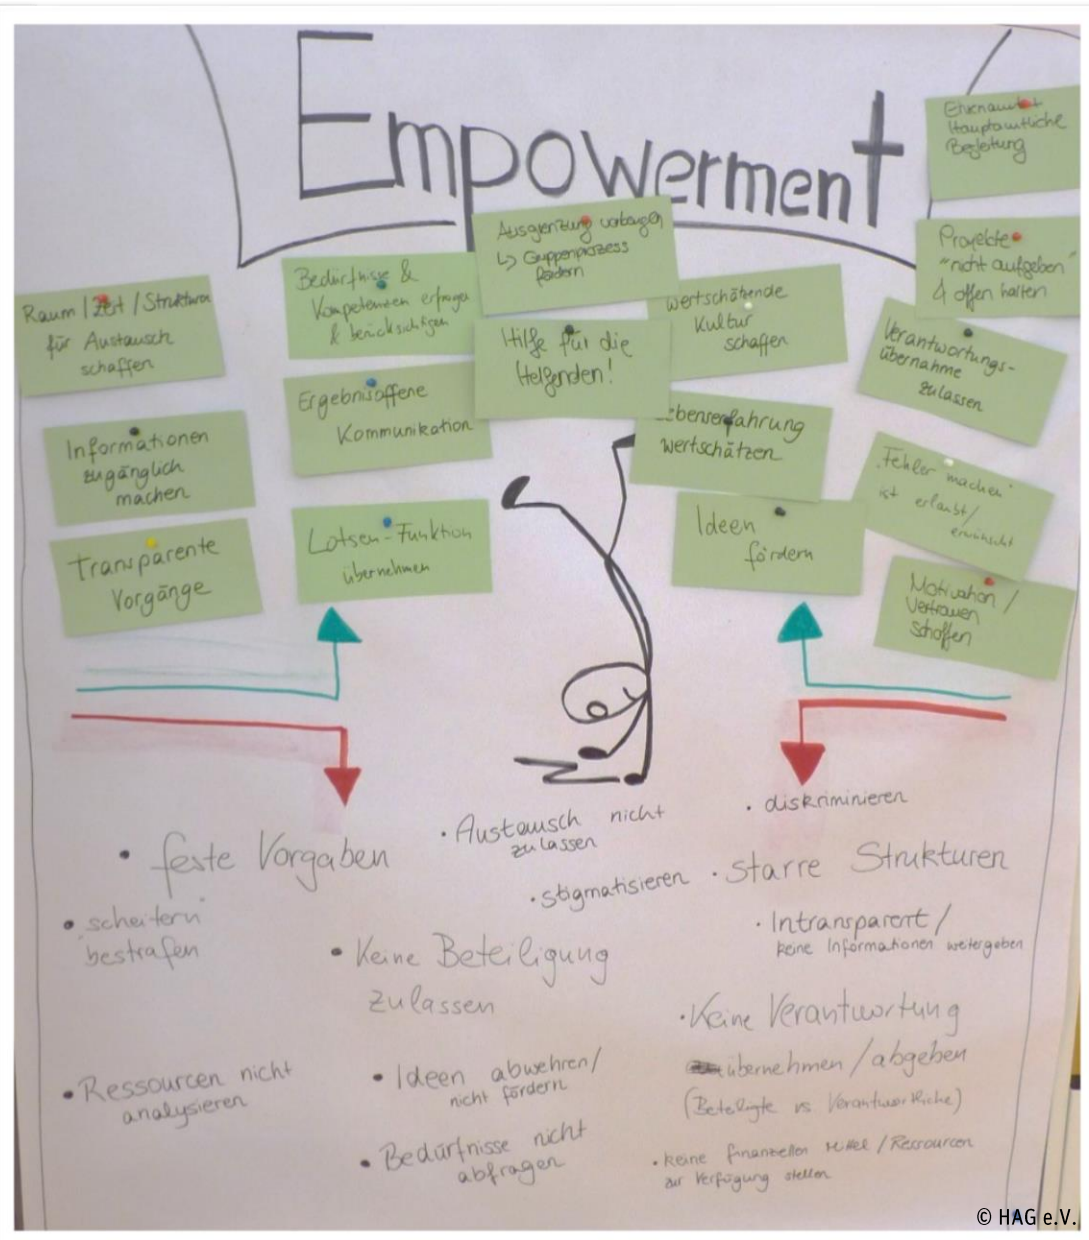 Empowerment
Ehrenamt
Hauptamtliche
Begleitung
Projekte
"nicht aufgeben"
& offen halten
Ausgrenzung vorbeugen
↳ Gruppenprozess
fördern
Bedürfnisse &
Kompetenzen erfragen
& berücksichtigen
Raum / Zeit / Strukturen
für Austausch
schaffen
Hilfe für die
Helfenden!
wertschätzende
Kultur
schaffen
Verantwortungs-
übernahme
zulassen
Ergebnisoffene
Kommunikation
Informationen
zugänglich
machen
Lebenserfahrung
wertschätzen
"Fehler machen"
ist erlaubt/
erwünscht
Transparente
Vorgänge
Lotsen-Funktion
übernehmen
Ideen
fördern
Motivation /
Vertrauen
schaffen
• feste Vorgaben
• Austausch nicht
zulassen
• diskriminieren
• stigmatisieren
• starre Strukturen
• "scheitern"
bestrafen
• Keine Beteiligung
zulassen
• Intransparent /
keine Informationen weitergeben
• Keine Verantwortung
übernehmen / abgeben
(Beteiligte vs Verantwortliche)
• Ressourcen nicht
analysieren
• Ideen abwehren /
nicht fördern
• Bedürfnisse nicht
abfragen
• keine finanziellen Mittel / Ressourcen
zur Verfügung stellen
© HAG e.V.